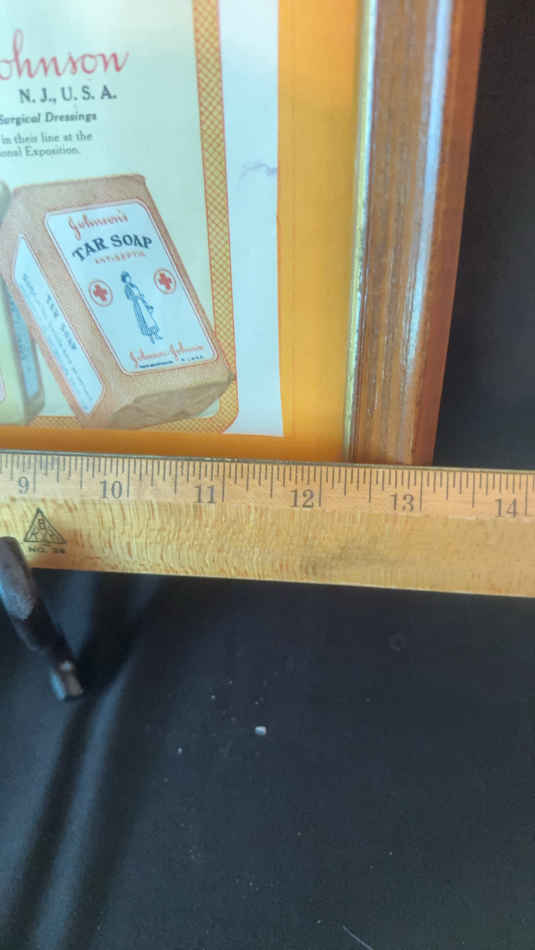 ohnson
N. J., U. S. A.
Surgical Dressings
in their line at the
onal Exposition.
Johnson's
TAR SOAP
ANTISEPTIC
Johnson & Johnson
TAR SOAP
9 10 11 12 13 14
NO. 36